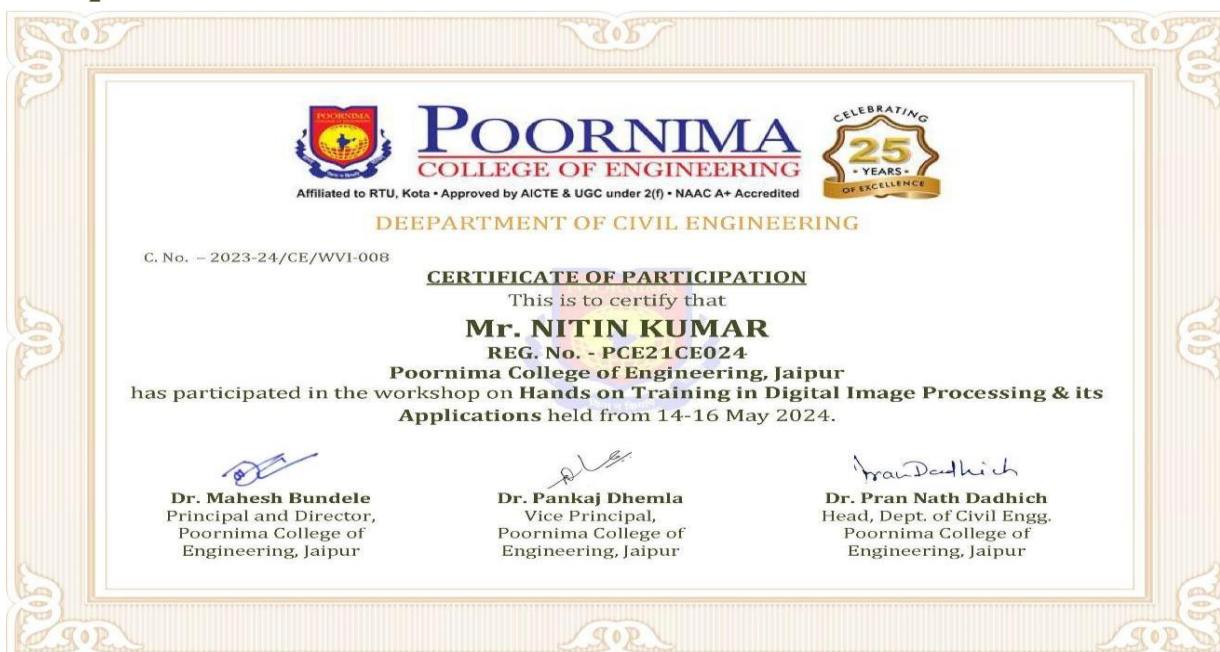 POORNIMA
POORNIMA
COLLEGE OF ENGINEERING
CELEBRATING
25
- YEARS -
OF EXCELLENCE
Affiliated to RTU, Kota • Approved by AICTE & UGC under 2(f) • NAAC A+ Accredited
DEEPARTMENT OF CIVIL ENGINEERING
C. No. – 2023-24/CE/WVI-008
CERTIFICATE OF PARTICIPATION
This is to certify that
Mr. NITIN KUMAR
REG. No. - PCE21CE024
Poornima College of Engineering, Jaipur
has participated in the workshop on Hands on Training in Digital Image Processing & its
Applications held from 14-16 May 2024.
Pran Dadhich
Dr. Mahesh Bundele
Principal and Director,
Poornima College of
Engineering, Jaipur
Dr. Pankaj Dhemla
Vice Principal,
Poornima College of
Engineering, Jaipur
Dr. Pran Nath Dadhich
Head, Dept. of Civil Engg.
Poornima College of
Engineering, Jaipur